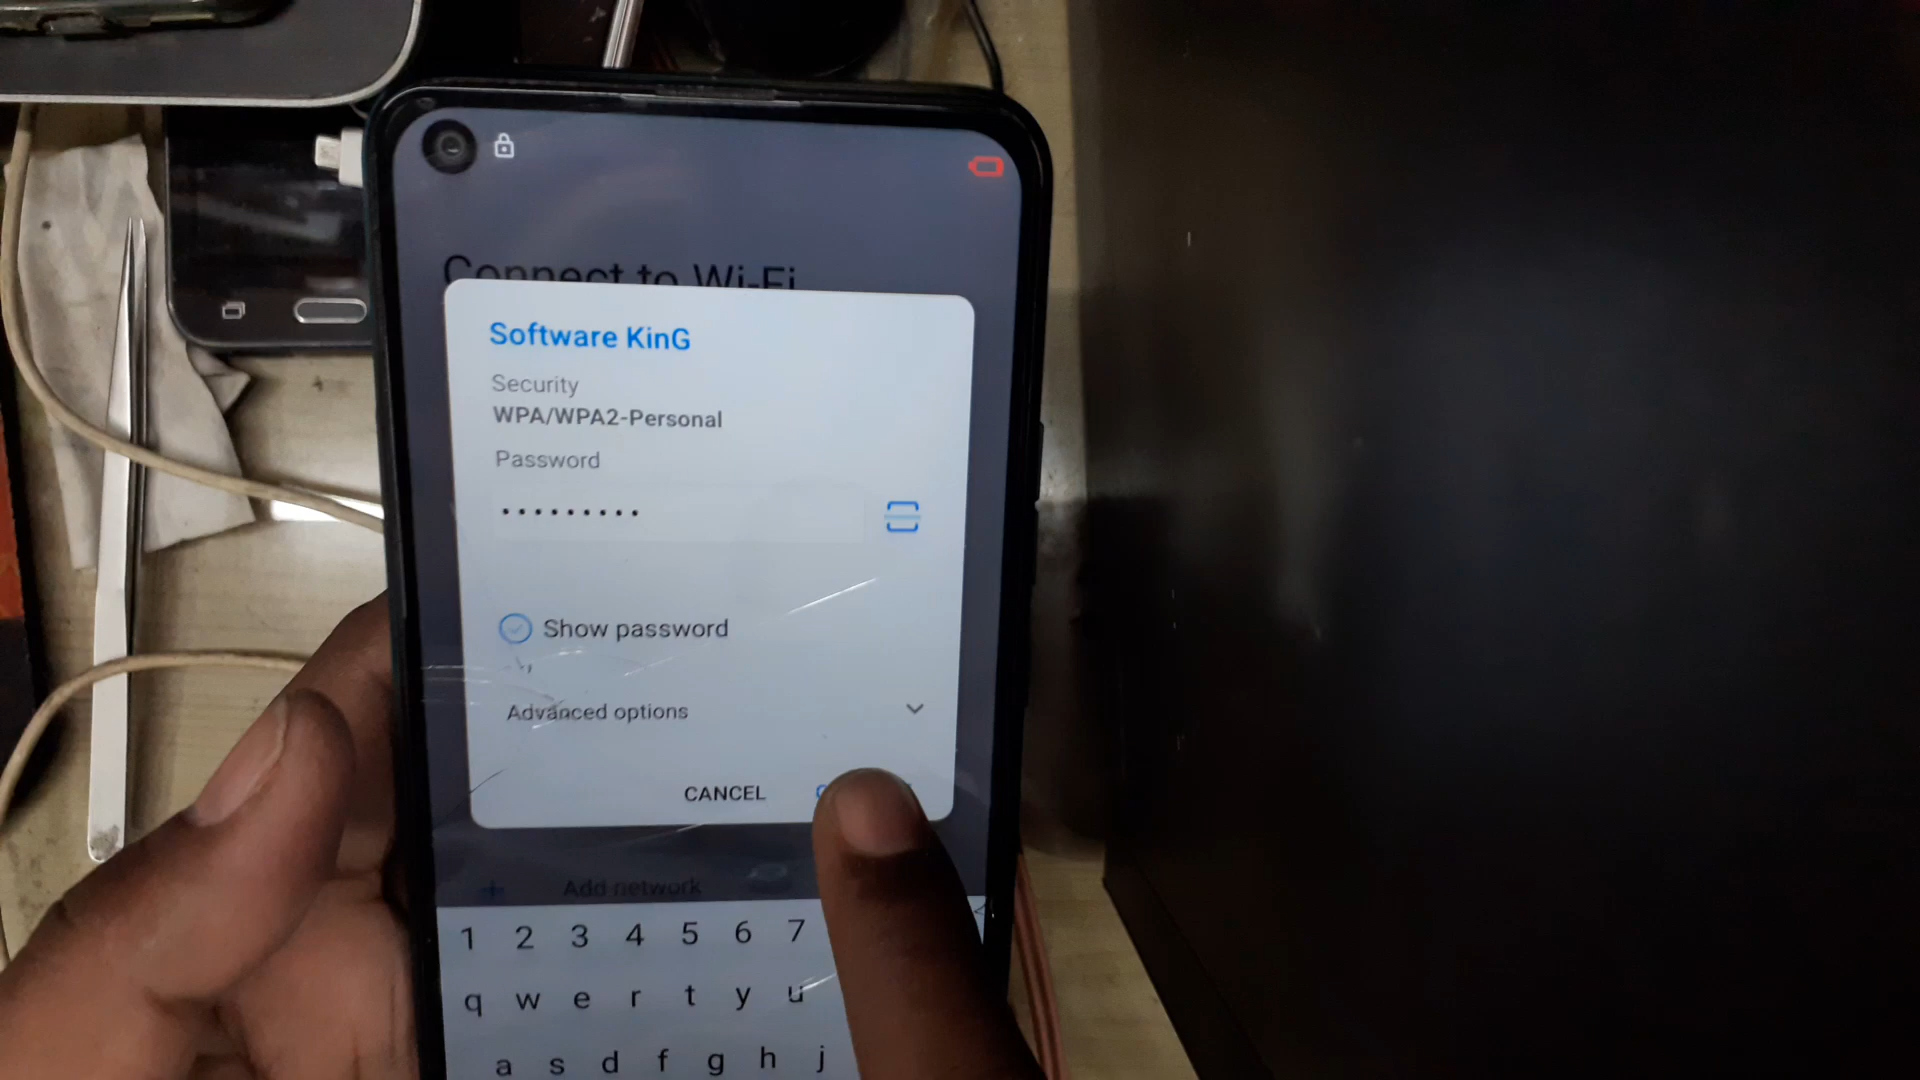 Connect to Wi-Fi
Software KinG
Security
WPA/WPA2-Personal
Password
•••••••••
Show password
Advanced options
CANCEL
Add network
1 2 3 4 5 6 7
q w e r t y u
a s d f g h j